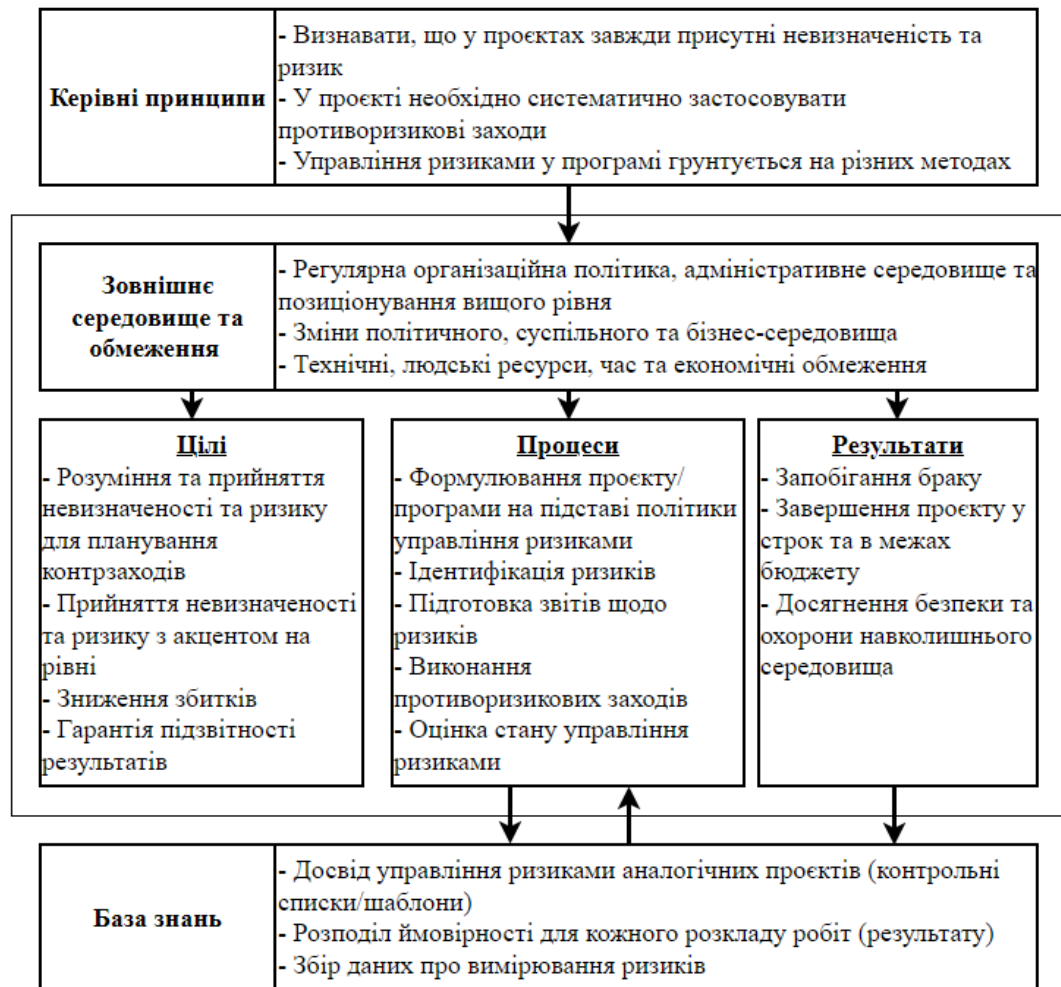 Керівні принципи
- Визнавати, що у проєктах завжди присутні невизначеність та
ризик
- У проєкті необхідно систематично застосовувати
противоризикові заходи
- Управління ризиками у програмі грунтується на різних методах
Зовнішнє
середовище та
обмеження
- Регулярна організаційна політика, адміністративне середовище та
позиціонування вищого рівня
- Зміни політичного, суспільного та бізнес-середовища
- Технічні, людські ресурси, час та економічні обмеження
Цілі
- Розуміння та прийняття
невизначеності та ризику
для планування
контрзаходів
- Прийняття невизначеності
та ризику з акцентом на
рівні
- Зниження збитків
- Гарантія підзвітності
результатів
Процеси
- Формулювання проєкту/
програми на підставі політики
управління ризиками
- Ідентифікація ризиків
- Підготовка звітів щодо
ризиків
- Виконання
противоризикових заходів
- Оцінка стану управління
ризиками
Результати
- Запобігання браку
- Завершення проєкту у
строк та в межах
бюджету
- Досягнення безпеки та
охорони навколишнього
середовища
База знань
- Досвід управління ризиками аналогічних проєктів (контрольні
списки/шаблони)
- Розподіл ймовірності для кожного розкладу робіт (результату)
- Збір даних про вимірювання ризиків